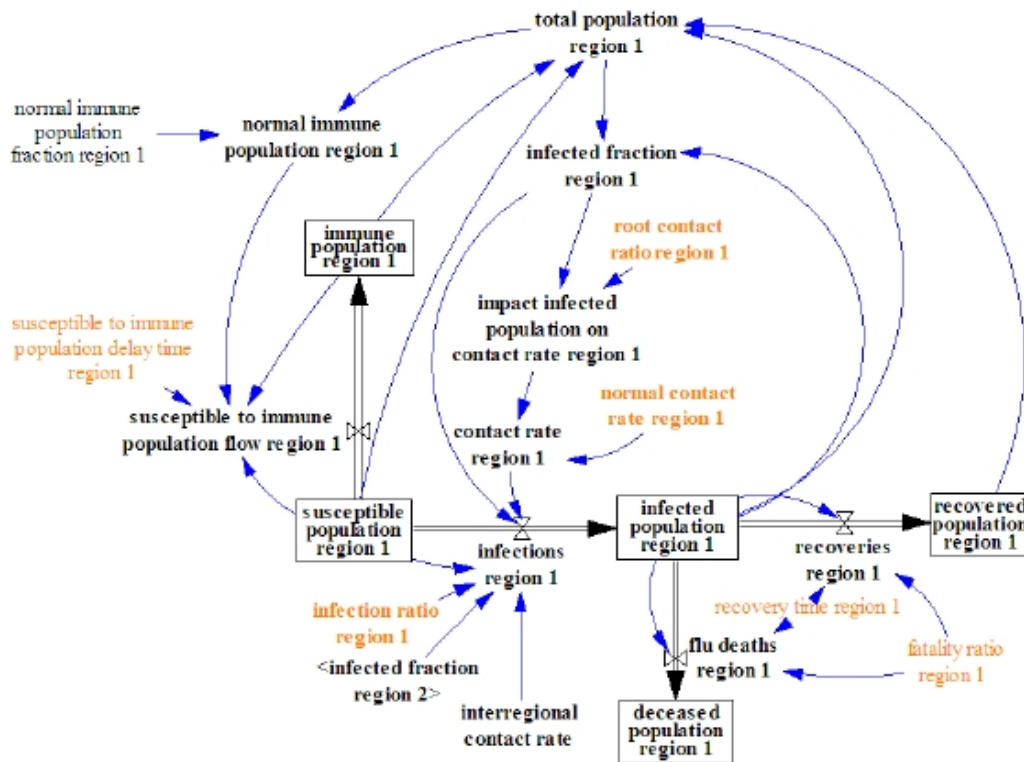 total population
region 1
normal immune
population
fraction region 1
normal immune
population region 1
infected fraction
region 1
immune
population
region 1
root contact
ratio region 1
impact infected
population on
contact rate region 1
susceptible to immune
population delay time
region 1
normal contact
rate region 1
susceptible to immune
population flow region 1
contact rate
region 1
susceptible
population
region 1
infected
population
region 1
recovered
population
region 1
infections
region 1
recoveries
region 1
infection ratio
region 1
recovery time region 1
flu deaths
region 1
fatality ratio
region 1
<infected fraction
region 2>
interregional
contact rate
deceased
population
region 1